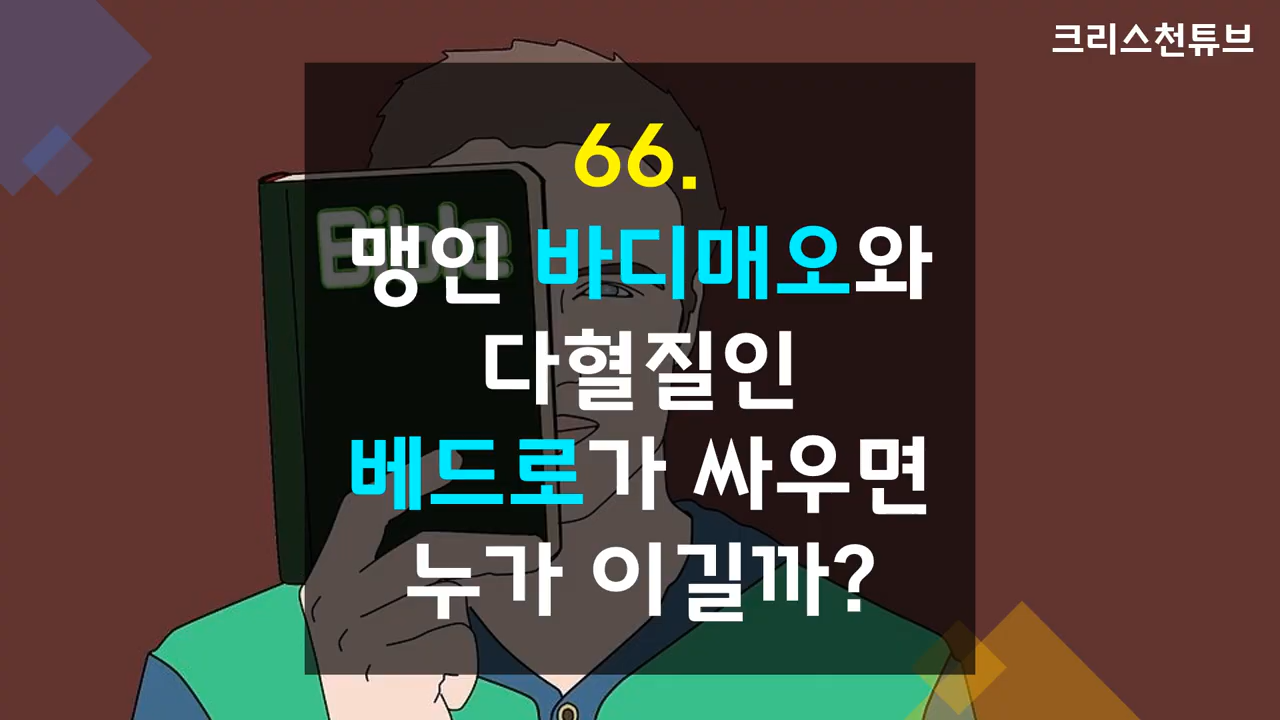 크리스천튜브
66.
맹인 바디매오와
다혈질인
베드로가 싸우면
누가 이길까?
Bible